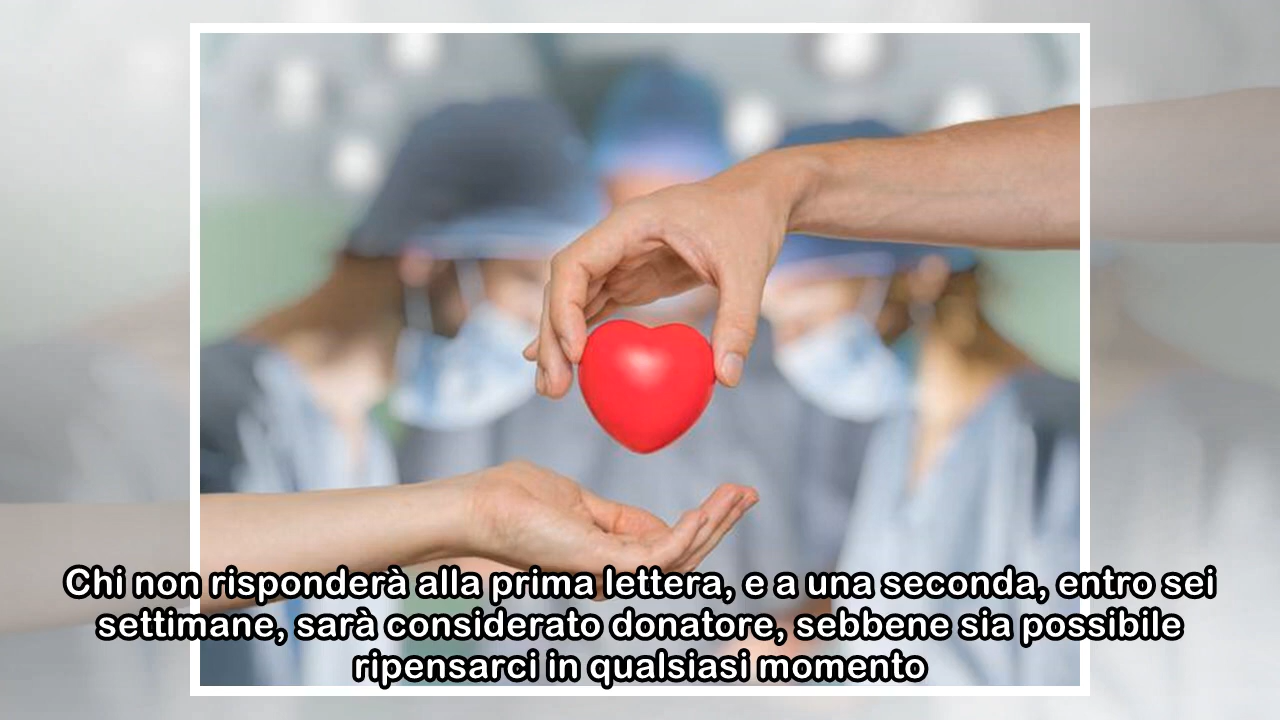 Chi non risponderà alla prima lettera, e a una seconda, entro sei
settimane, sarà considerato donatore, sebbene sia possibile
ripensarci in qualsiasi momento